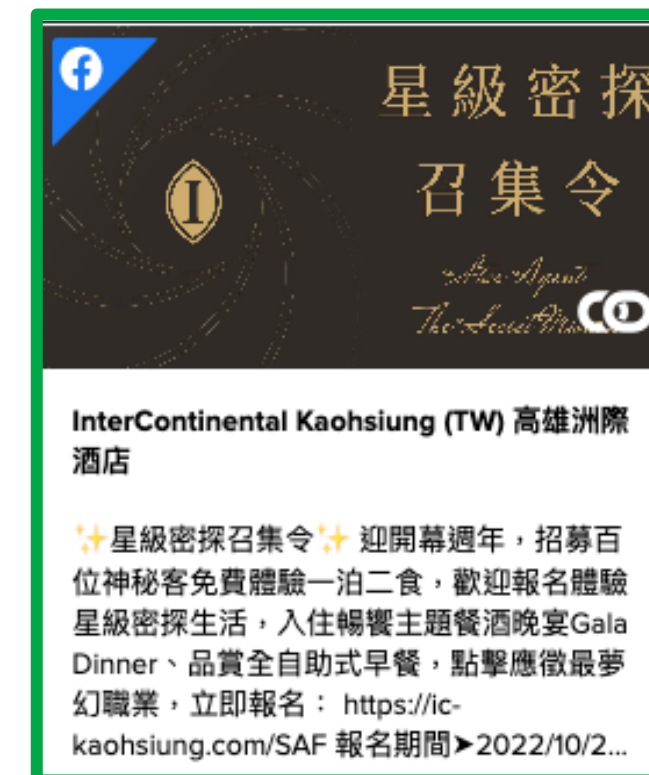 星級密探
召集令
I
The Secret
InterContinental Kaohsiung (TW) 高雄洲際
酒店
✨星級密探召集令✨ 迎開幕週年，招募百
位神秘客免費體驗一泊二食，歡迎報名體驗
星級密探生活，入住暢饗主題餐酒晚宴Gala
Dinner、品賞全自助式早餐，點擊應徵最夢
幻職業，立即報名： https://ic-
kaohsiung.com/SAF 報名期間➤2022/10/2...